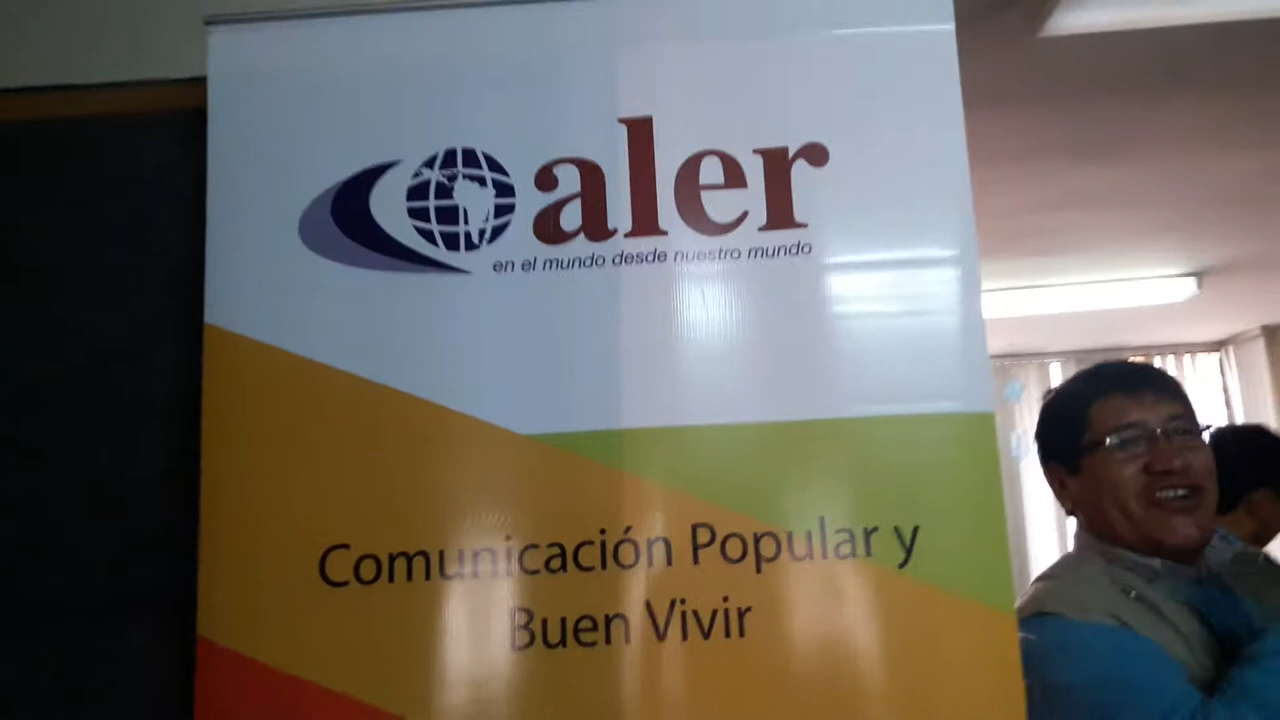 aler
en el mundo desde nuestro mundo
Comunicación Popular y
Buen Vivir